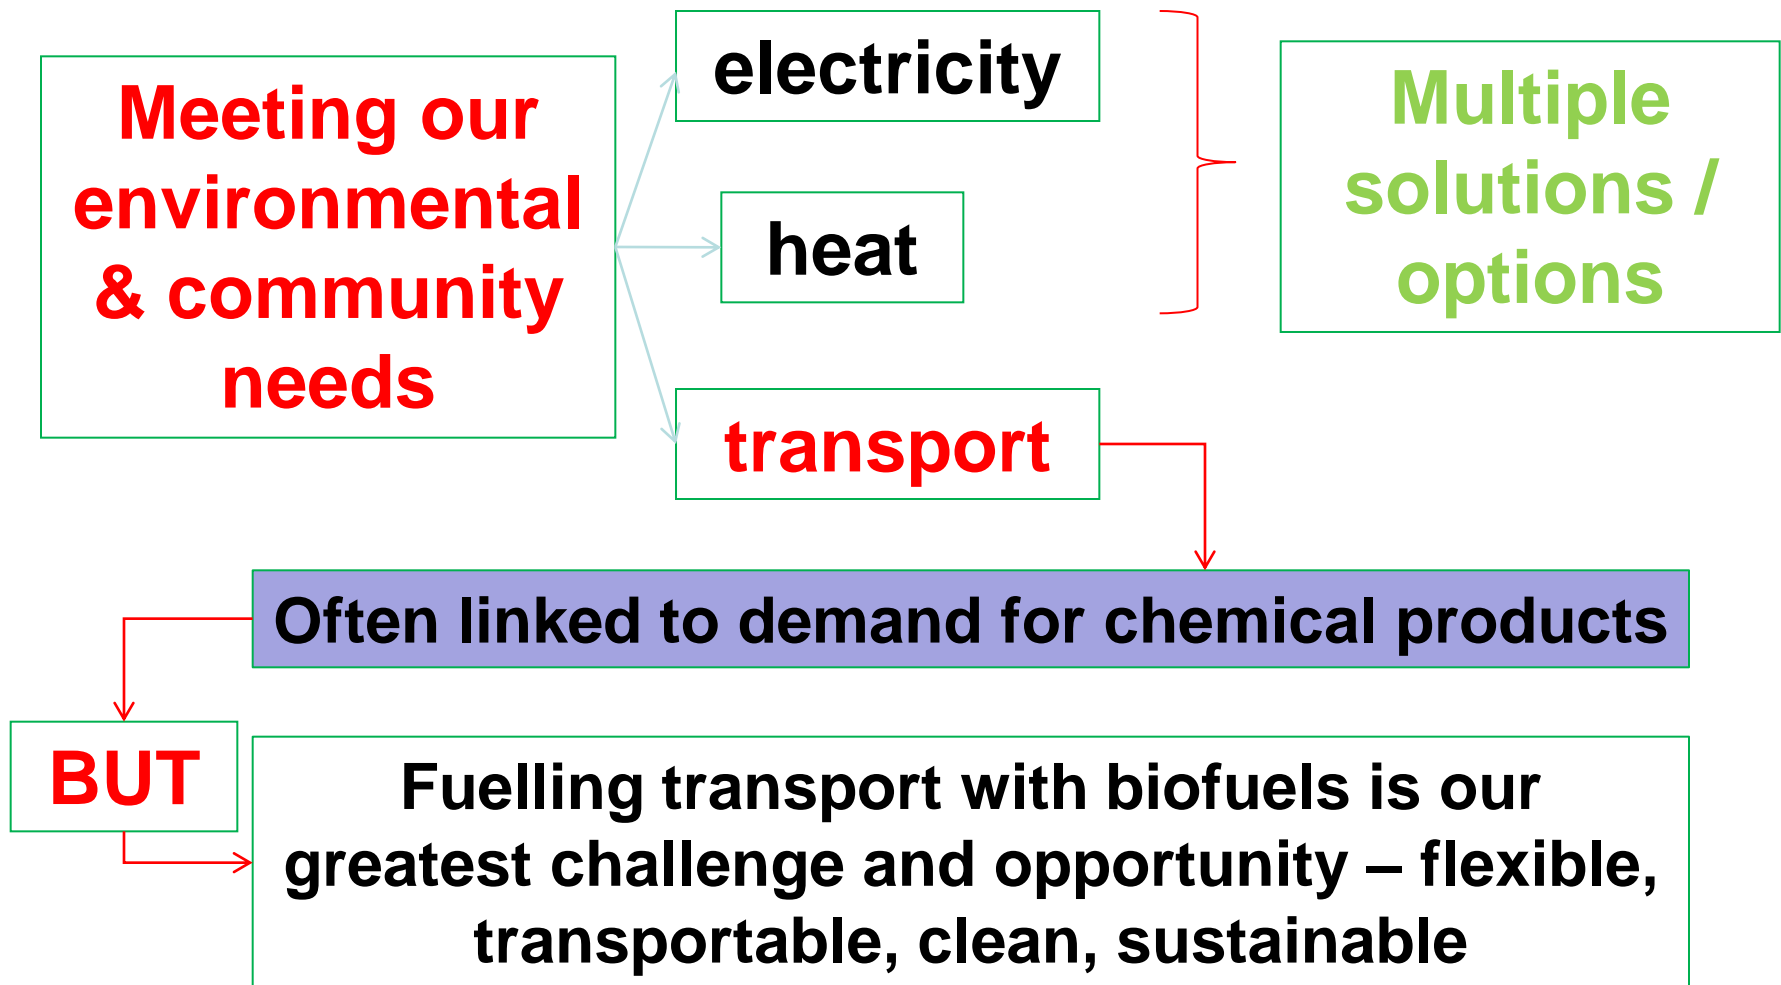 Meeting our
environmental
& community
needs
electricity
heat
transport
Multiple
solutions /
options
Often linked to demand for chemical products
BUT
Fuelling transport with biofuels is our
greatest challenge and opportunity – flexible,
transportable, clean, sustainable